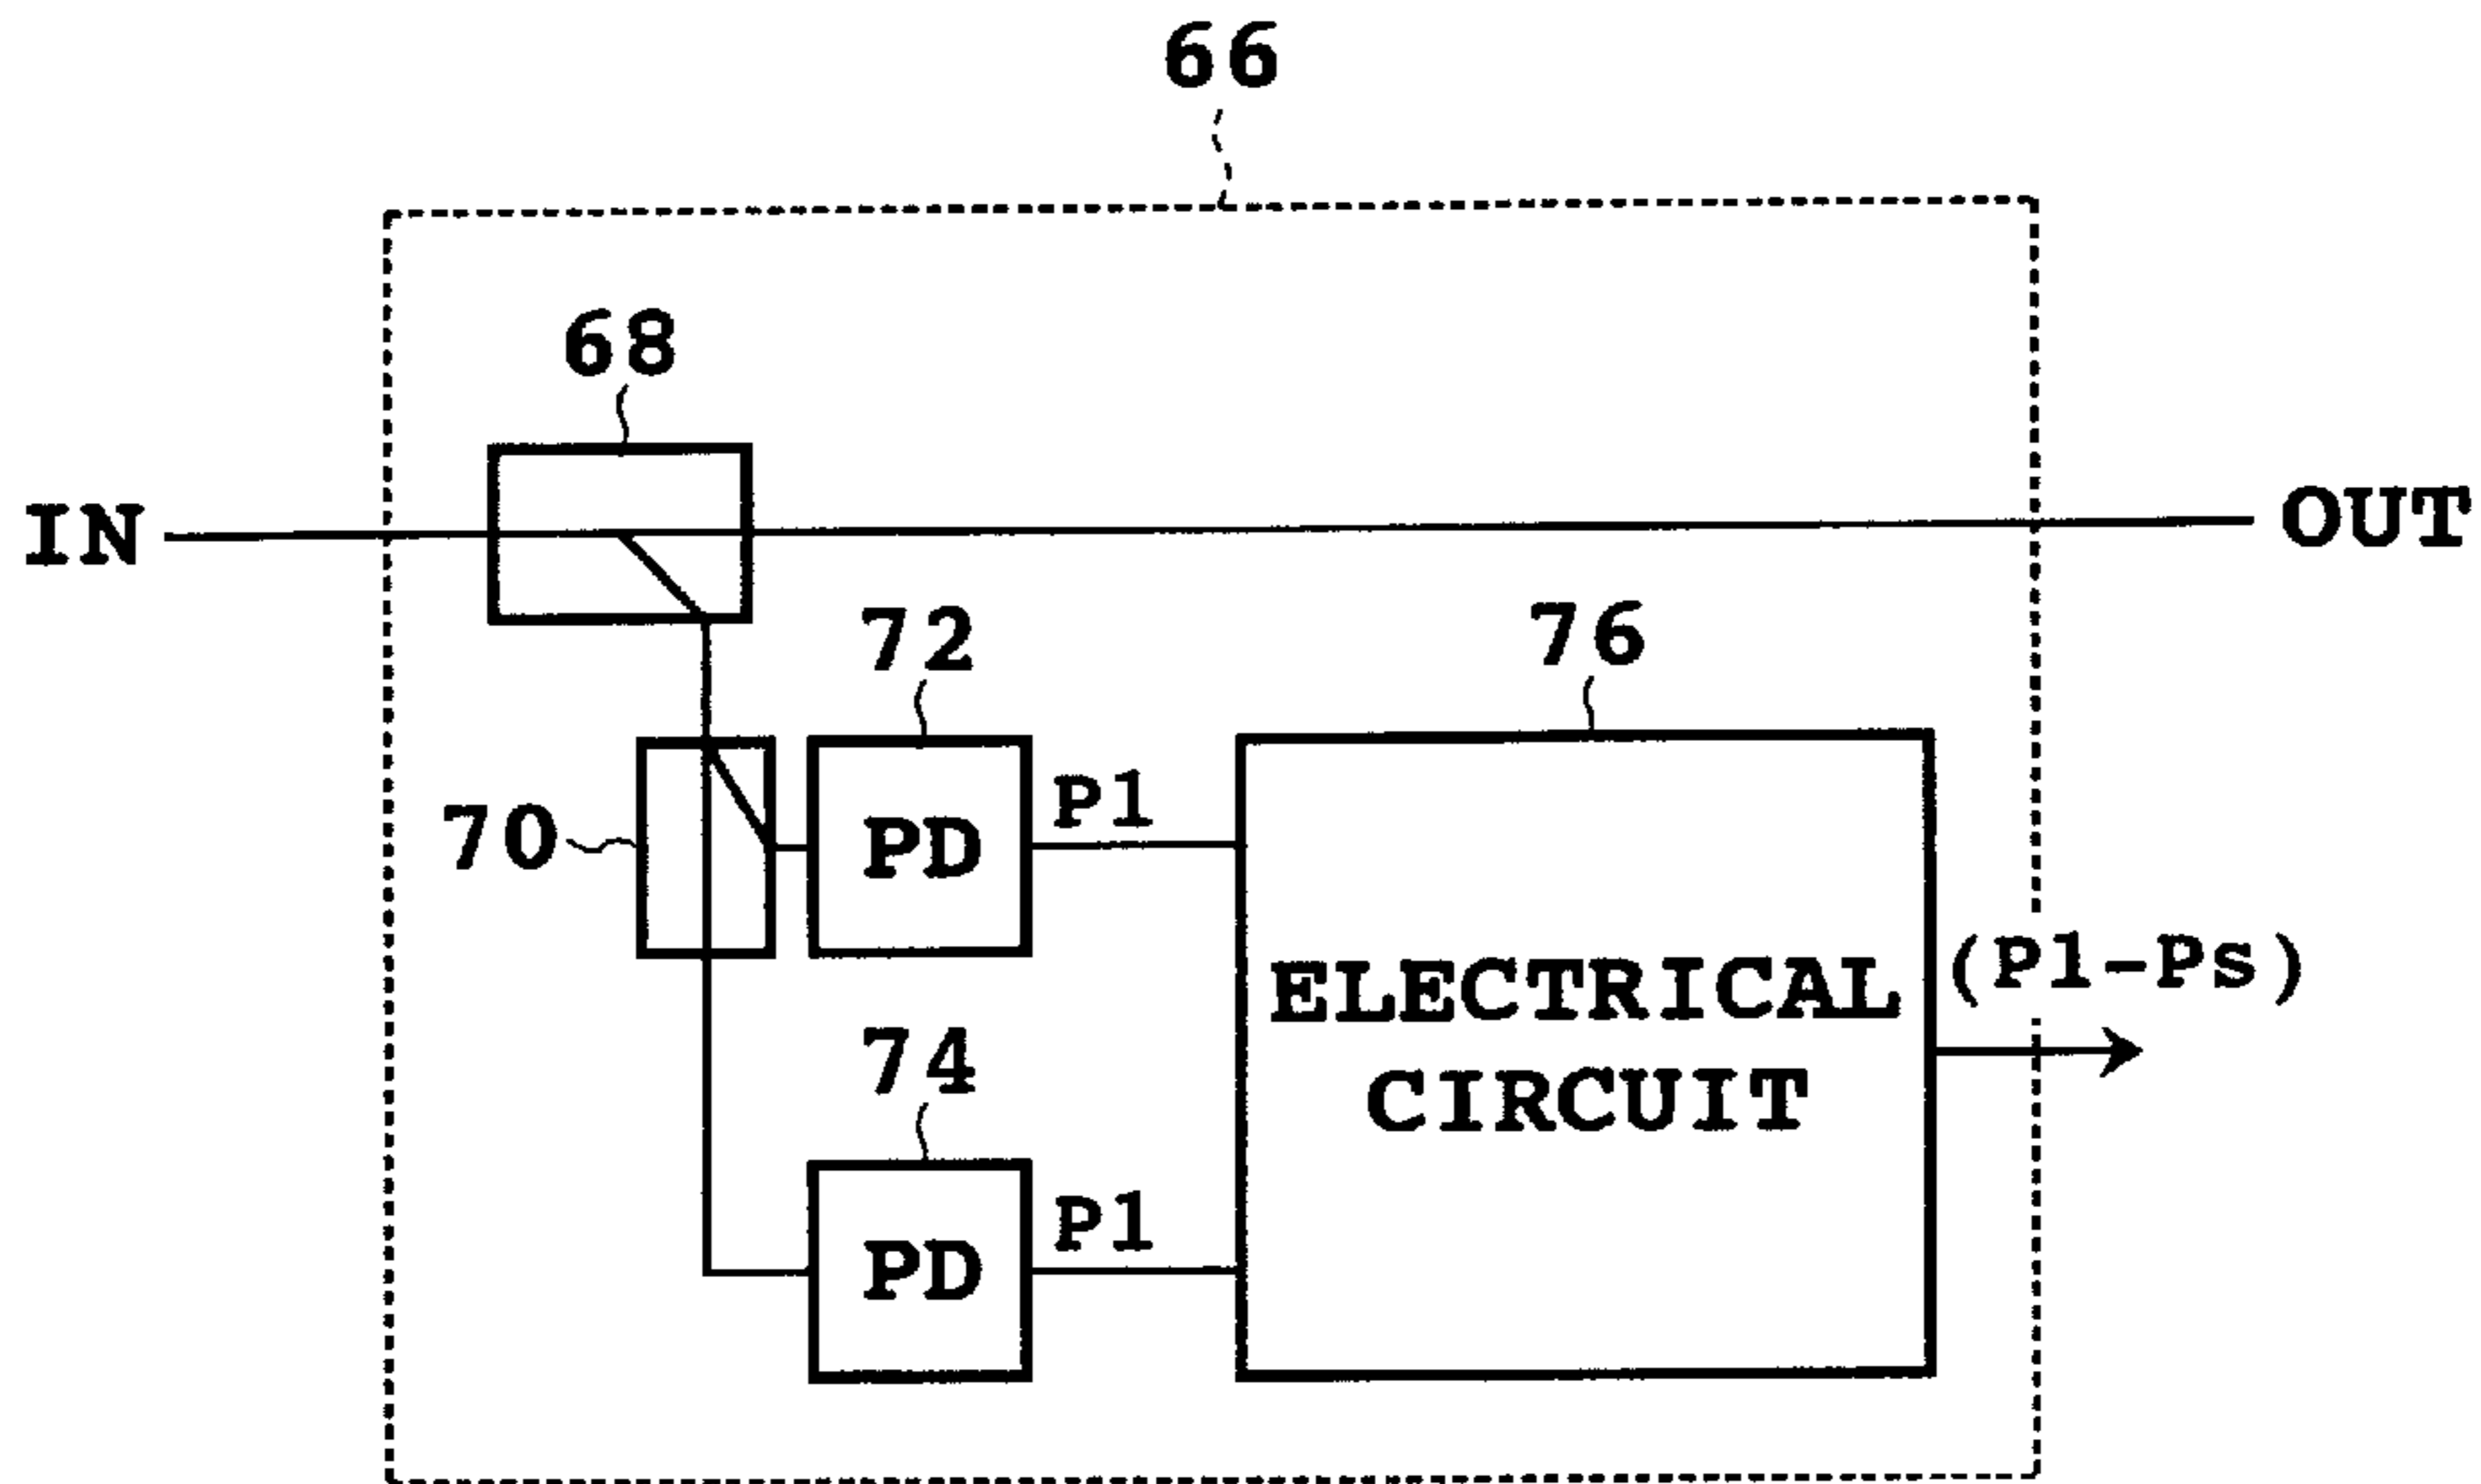 66
68
IN
OUT
72
76
P1
70
PD
(P1-Ps)
ELECTRICAL
CIRCUIT
74
P1
PD